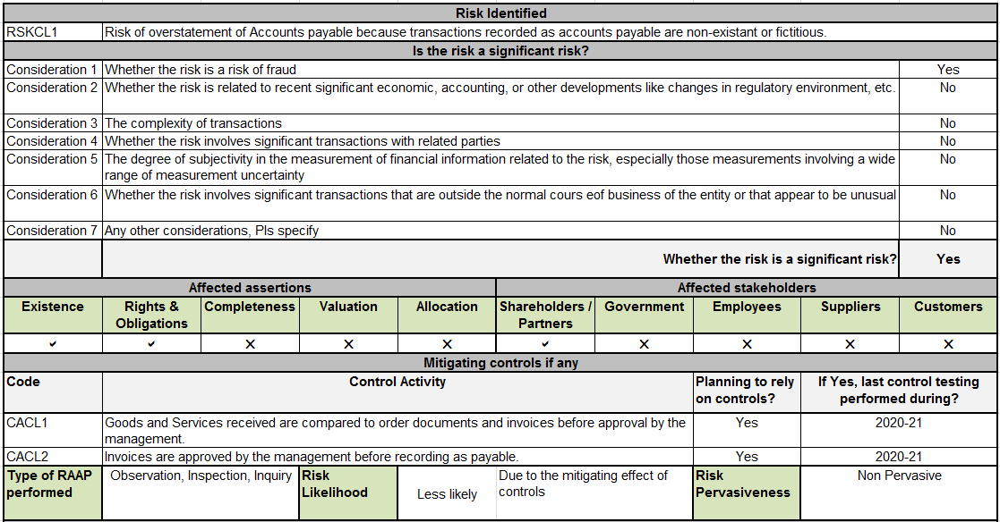 Risk Identified
RSKCL1 Risk of overstatement of Accounts payable because transactions recorded as accounts payable are non-existant or fictitious.
Is the risk a significant risk?
Consideration 1 Whether the risk is a risk of fraud Yes
Consideration 2 Whether the risk is related to recent significant economic, accounting, or other developments like changes in regulatory environment, etc. No
Consideration 3 The complexity of transactions No
Consideration 4 Whether the risk involves significant transactions with related parties No
Consideration 5 The degree of subjectivity in the measurement of financial information related to the risk, especially those measurements involving a wide No
range of measurement uncertainty
Consideration 6 Whether the risk involves significant transactions that are outside the normal cours eof business of the entity or that appear to be unusual No
Consideration 7 Any other considerations, Pls specify No
Whether the risk is a significant risk? Yes
Affected assertions Affected stakeholders
Existence Rights & Completeness Valuation Allocation Shareholders / Government Employees Suppliers Customers
Obligations Partners
✓ ✓ X X X ✓ X X X X
Mitigating controls if any
Code Control Activity Planning to rely If Yes, last control testing
on controls? performed during?
CACL1 Goods and Services received are compared to order documents and invoices before approval by the Yes 2020-21
management.
CACL2 Invoices are approved by the management before recording as payable. Yes 2020-21
Type of RAAP Observation, Inspection, Inquiry Risk Due to the mitigating effect of Risk Non Pervasive
performed Likelihood Less likely controls Pervasiveness